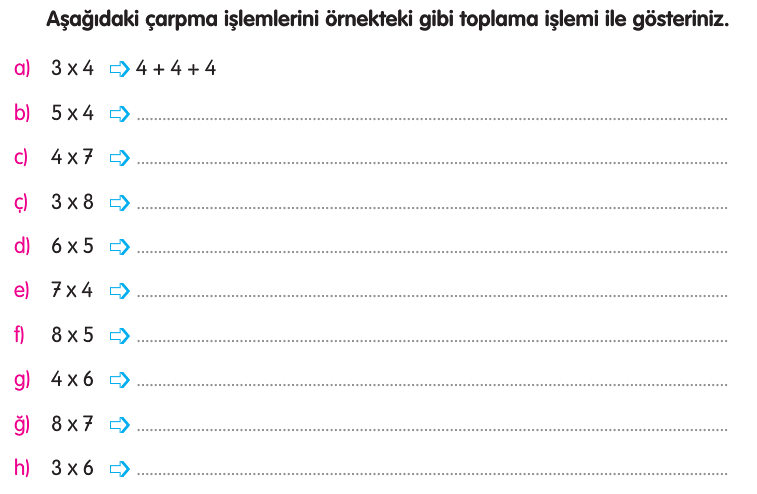 Aşağıdaki çarpma işlemlerini örnekteki gibi toplama işlemi ile gösteriniz.
a) 3 x 4 ⇨ 4 + 4 + 4
b) 5 x 4 ⇨ ........................................
c) 4 x 7 ⇨ ........................................
ç) 3 x 8 ⇨ ........................................
d) 6 x 5 ⇨ ........................................
e) 7 x 4 ⇨ ........................................
f) 8 x 5 ⇨ ........................................
g) 4 x 6 ⇨ ........................................
ğ) 8 x 7 ⇨ ........................................
h) 3 x 6 ⇨ ........................................